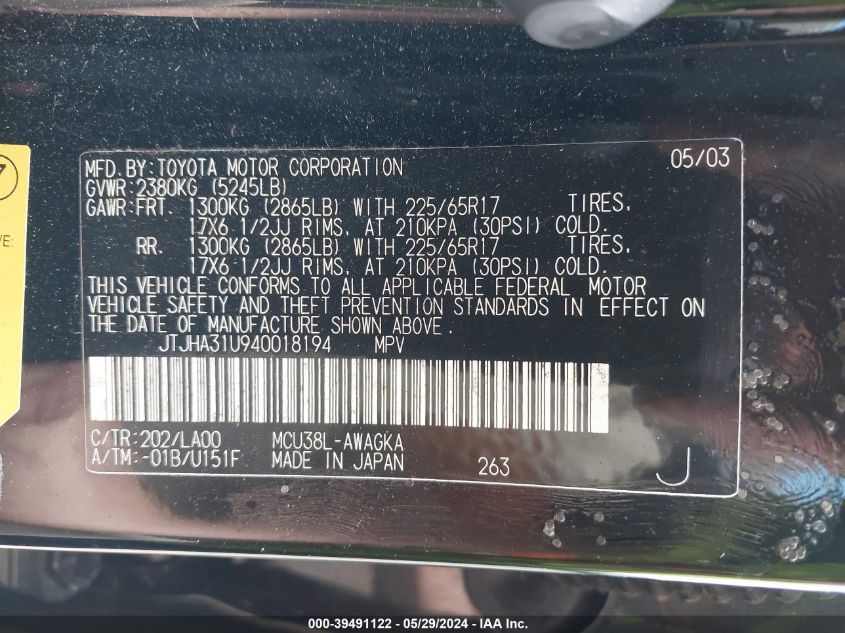 MFD. BY: TOYOTA MOTOR CORPORATION 05/03
GVWR: 2380KG (5245LB)
GAWR: FRT. 1300KG (2865LB) WITH 225/65R17 TIRES,
17X6 1/2JJ RIMS, AT 210KPA (30PSI) COLD.
RR. 1300KG (2865LB) WITH 225/65R17 TIRES,
17X6 1/2JJ RIMS, AT 210KPA (30PSI) COLD.
THIS VEHICLE CONFORMS TO ALL APPLICABLE FEDERAL MOTOR
VEHICLE SAFETY AND THEFT PREVENTION STANDARDS IN EFFECT ON
THE DATE OF MANUFACTURE SHOWN ABOVE.
JTJHA31U940018194 MPV
C/TR: 202/LA00 MCU38L-AWAGKA
A/TM: -01B/U151F MADE IN JAPAN 263 J
7
E:
000-39491122 - 05/29/2024 - IAA Inc.